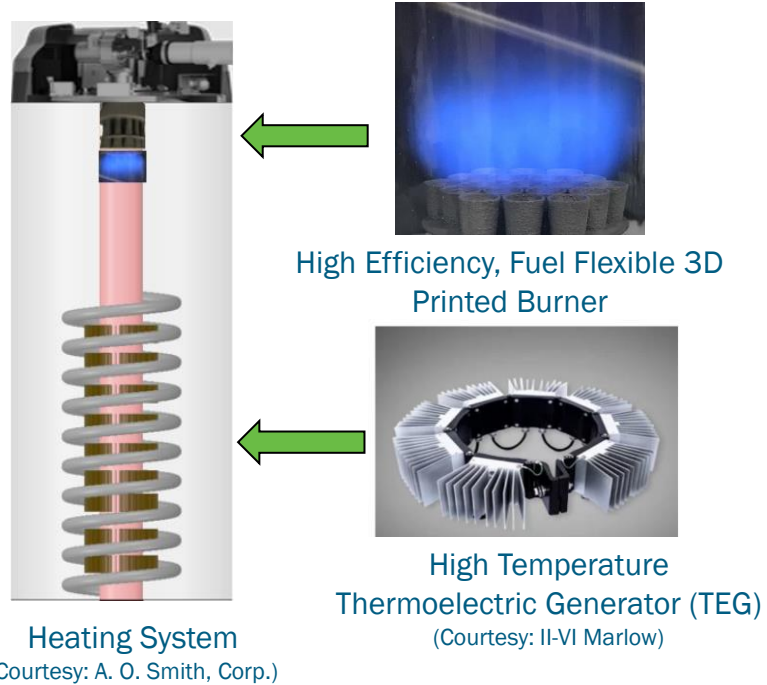 High Efficiency, Fuel Flexible 3D
Printed Burner
High Temperature
Thermoelectric Generator (TEG)
(Courtesy: II-VI Marlow)
Heating System
Courtesy: A. O. Smith, Corp.)